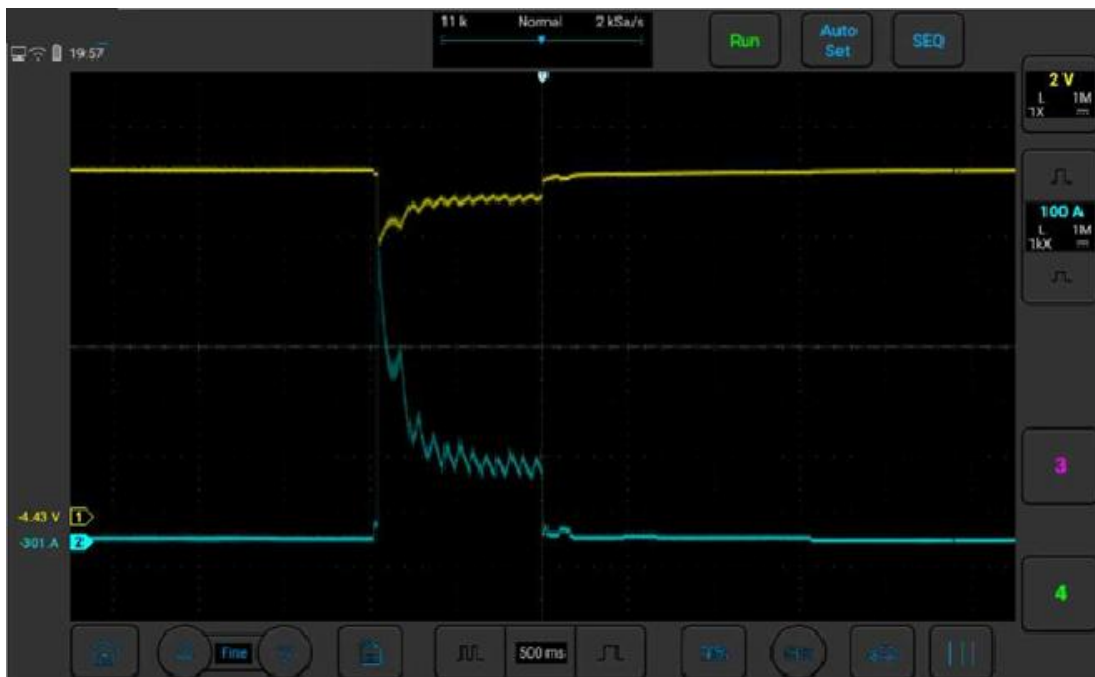 11 k Normal 2 kSa/s
19:57
Run
Auto
Set
SEQ
2 V
L 1M
1X
100 A
L 1M
1kX
3
-4.43 V 1
-301 A 2
4
Fine
500 ms